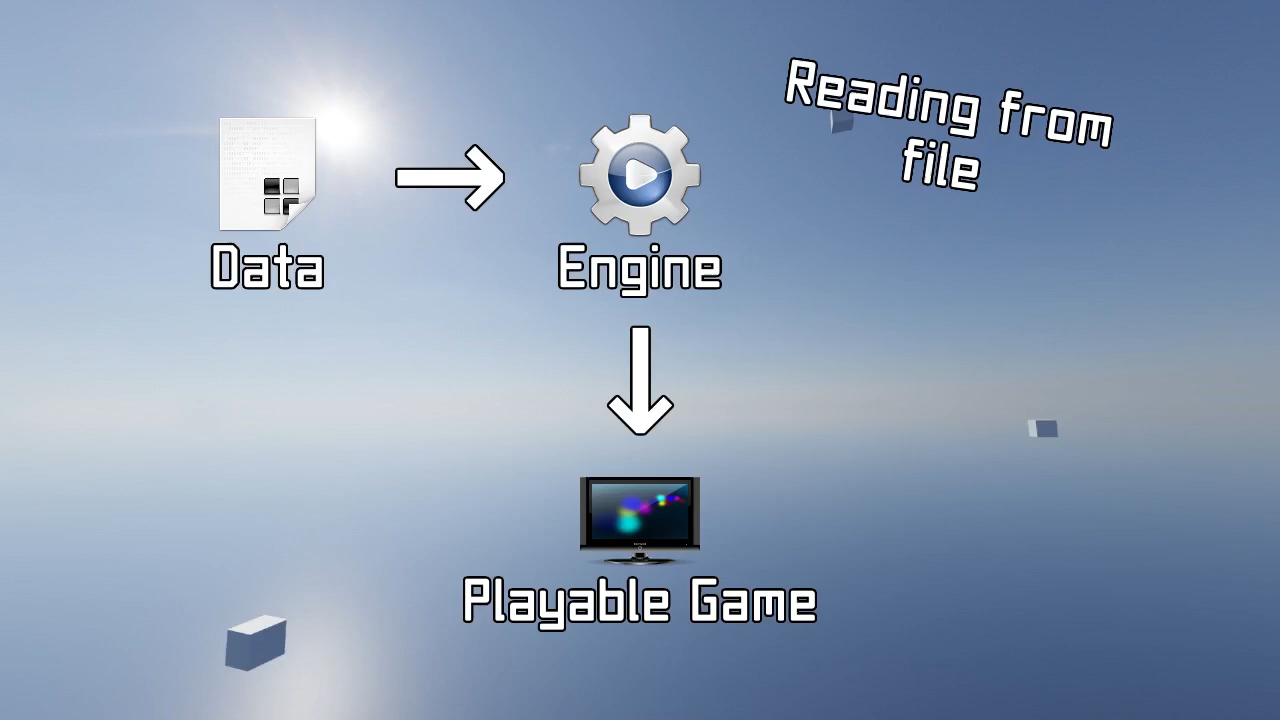 Reading from
file
Data
Engine
Playable Game